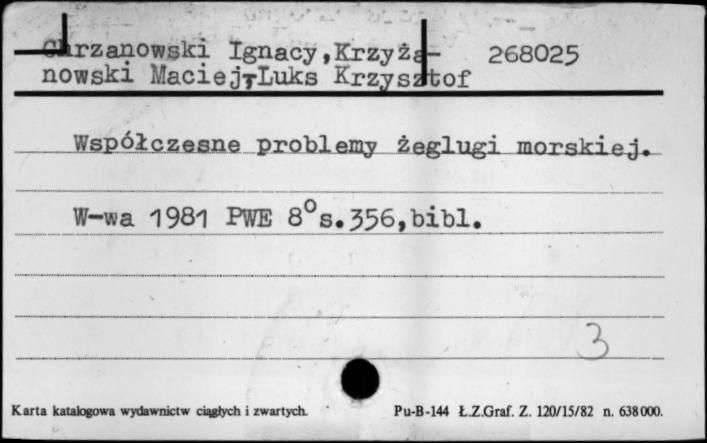 Chrzanowski Ignacy,Krzyża- 268025
nowski Maciej,Luks Krzysztof
Współczesne problemy żeglugi morskiej.
W-wa 1981 PWE 8° s.356,bibl.
3
Karta katalogowa wydawnictw ciągłych i zwartych. Pu-B-144 Ł.Z.Graf. Z. 120/15/82 n. 638000.